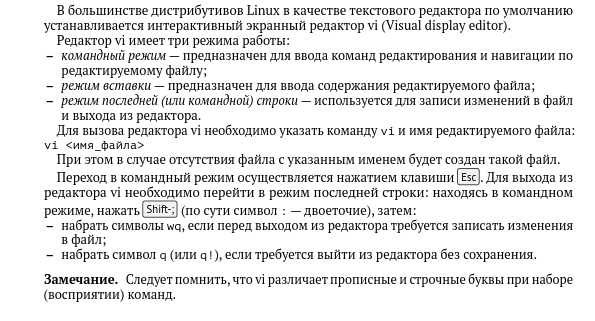 В большинстве дистрибутивов Linux в качестве текстового редактора по умолчанию
устанавливается интерактивный экранный редактор vi (Visual display editor).
Редактор vi имеет три режима работы:
– командный режим — предназначен для ввода команд редактирования и навигации по
редактируемому файлу;
– режим вставки — предназначен для ввода содержания редактируемого файла;
– режим последней (или командной) строки — используется для записи изменений в файл
и выхода из редактора.
Для вызова редактора vi необходимо указать команду vi и имя редактируемого файла:
vi <имя_файла>
При этом в случае отсутствия файла с указанным именем будет создан такой файл.
Переход в командный режим осуществляется нажатием клавиши Esc. Для выхода из
редактора vi необходимо перейти в режим последней строки: находясь в командном
режиме, нажать Shift-; (по сути символ : — двоеточие), затем:
– набрать символы wq, если перед выходом из редактора требуется записать изменения
в файл;
– набрать символ q (или q!), если требуется выйти из редактора без сохранения.
Замечание. Следует помнить, что vi различает прописные и строчные буквы при наборе
(восприятии) команд.